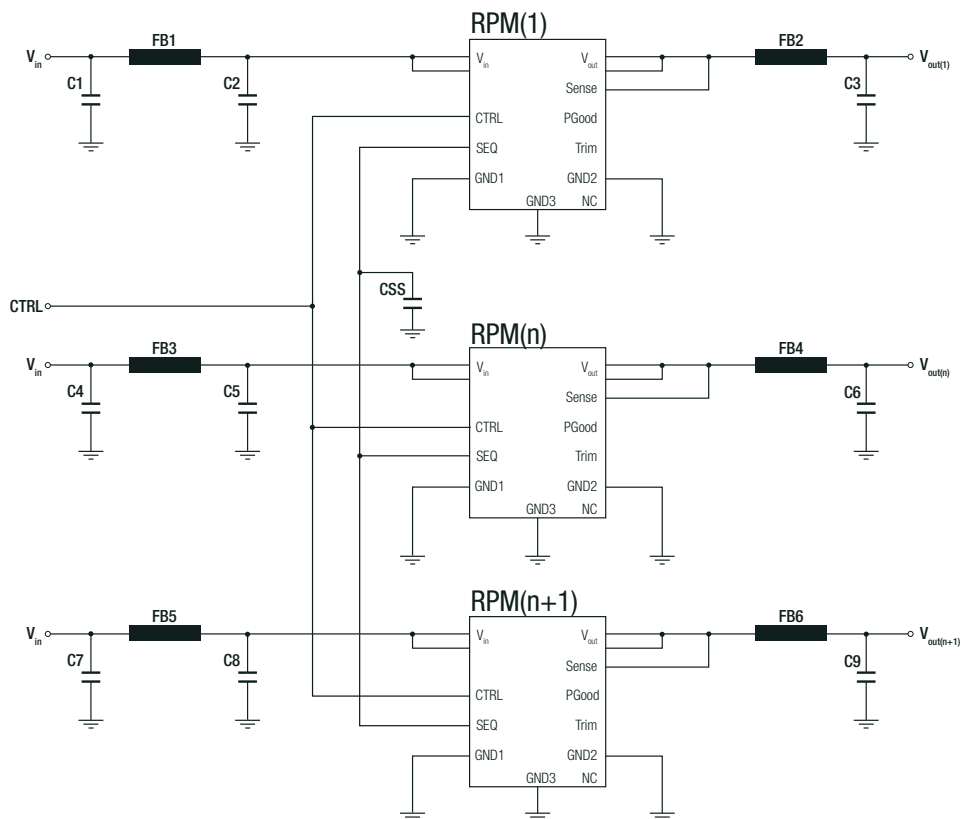 RPM(1)
V_in
FB1
C1
C2
V_in
CTRL
SEQ
GND1
GND3
V_out
Sense
PGood
Trim
GND2
NC
FB2
C3
V_out(1)
CTRL
CSS
RPM(n)
V_in
FB3
C4
C5
V_in
CTRL
SEQ
GND1
GND3
V_out
Sense
PGood
Trim
GND2
NC
FB4
C6
V_out(n)
RPM(n+1)
V_in
FB5
C7
C8
V_in
CTRL
SEQ
GND1
GND3
V_out
Sense
PGood
Trim
GND2
NC
FB6
C9
V_out(n+1)